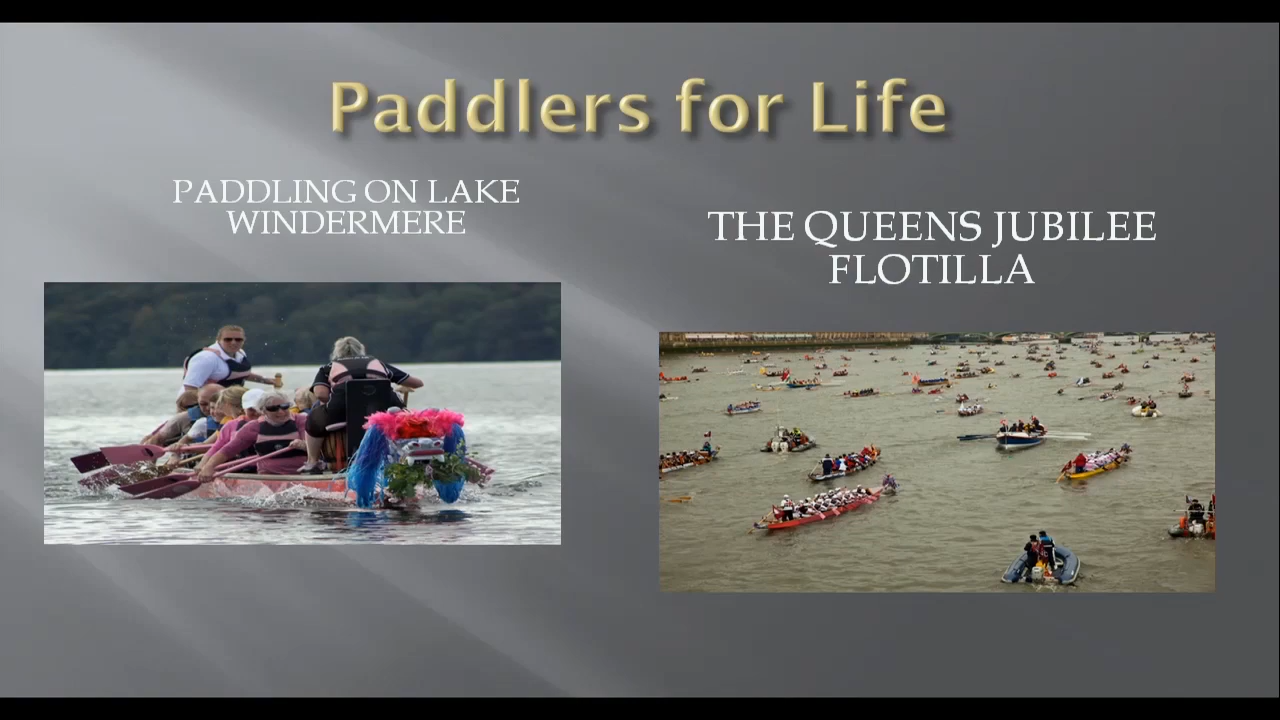 Paddlers for Life
PADDLING ON LAKE
WINDERMERE
THE QUEENS JUBILEE
FLOTILLA